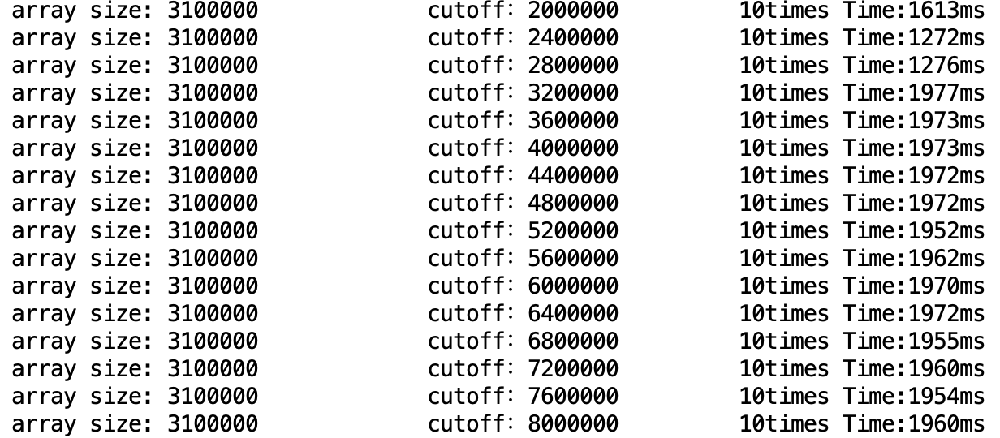 array size: 3100000 cutoff: 2000000 10times Time:1613ms
array size: 3100000 cutoff: 2400000 10times Time:1272ms
array size: 3100000 cutoff: 2800000 10times Time:1276ms
array size: 3100000 cutoff: 3200000 10times Time:1977ms
array size: 3100000 cutoff: 3600000 10times Time:1973ms
array size: 3100000 cutoff: 4000000 10times Time:1973ms
array size: 3100000 cutoff: 4400000 10times Time:1972ms
array size: 3100000 cutoff: 4800000 10times Time:1972ms
array size: 3100000 cutoff: 5200000 10times Time:1952ms
array size: 3100000 cutoff: 5600000 10times Time:1962ms
array size: 3100000 cutoff: 6000000 10times Time:1970ms
array size: 3100000 cutoff: 6400000 10times Time:1972ms
array size: 3100000 cutoff: 6800000 10times Time:1955ms
array size: 3100000 cutoff: 7200000 10times Time:1960ms
array size: 3100000 cutoff: 7600000 10times Time:1954ms
array size: 3100000 cutoff: 8000000 10times Time:1960ms